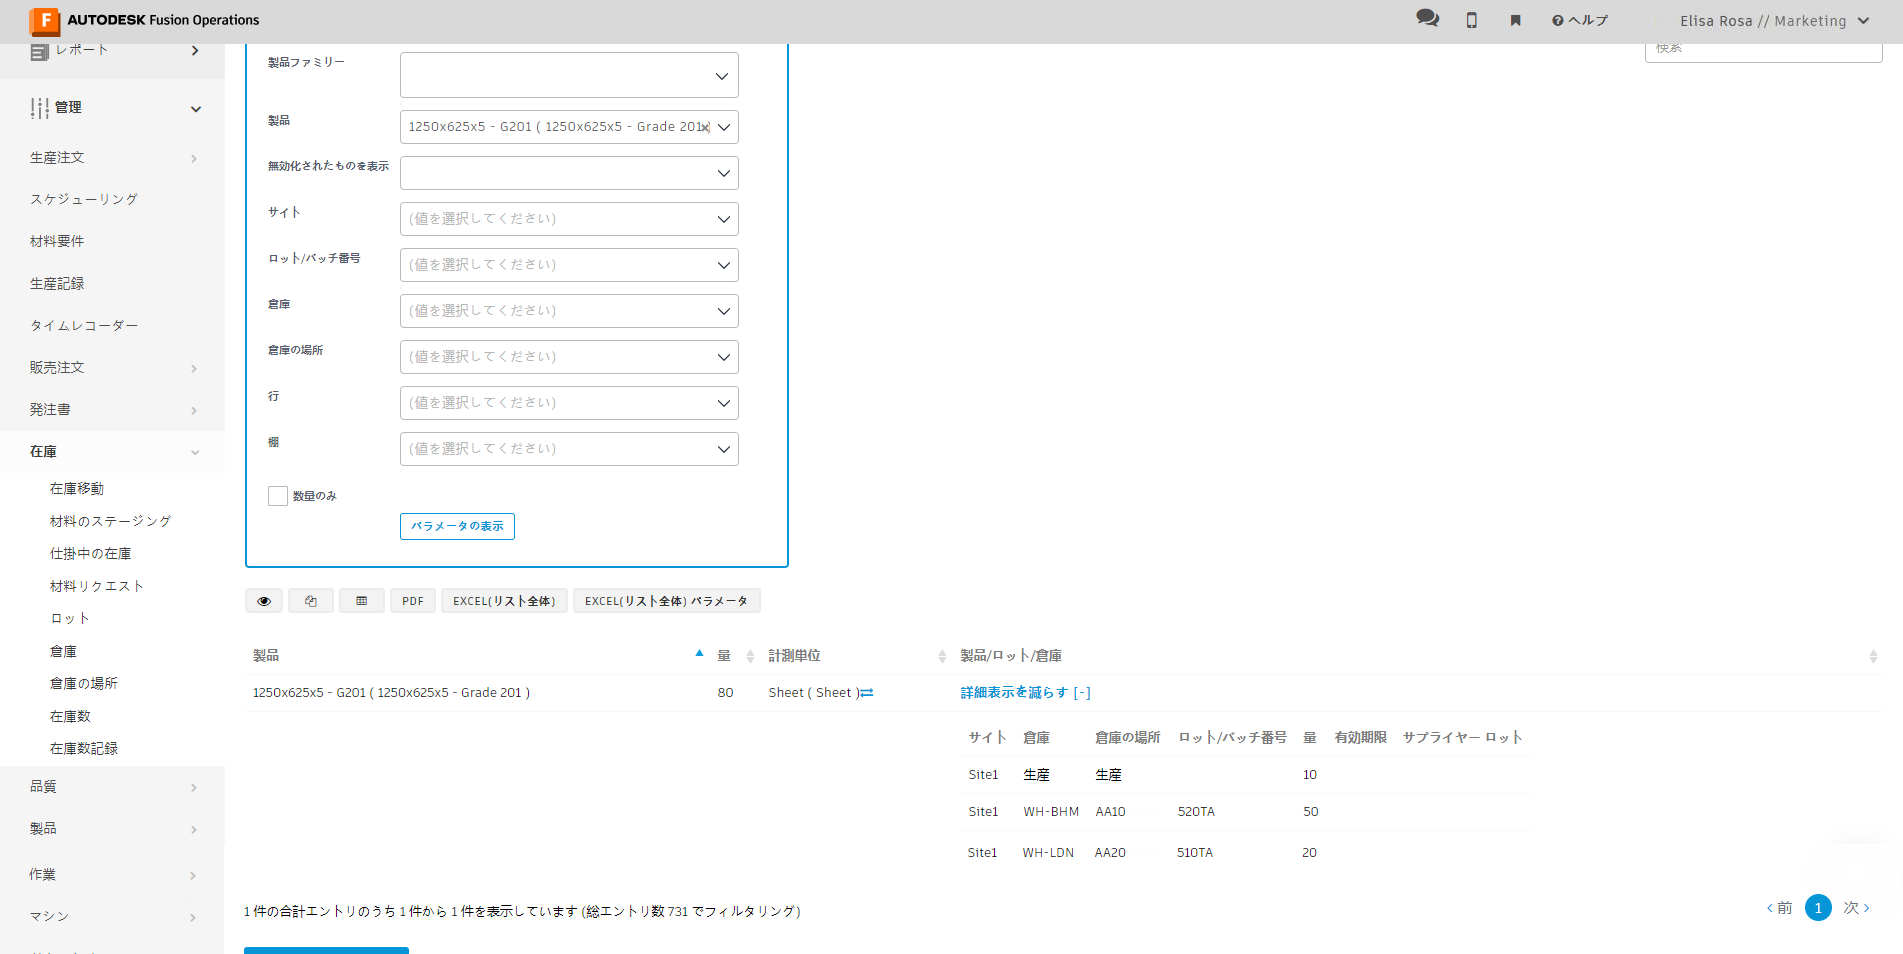 AUTODESK Fusion Operations
ヘルプ
Elisa Rosa // Marketing
レポート
検索
管理
生産注文
スケジューリング
材料要件
生産記録
タイムレコーダー
販売注文
発注書
在庫
在庫移動
材料のステージング
仕掛中の在庫
材料リクエスト
ロット
倉庫
倉庫の場所
在庫数
在庫数記録
品質
製品
作業
マシン
製品ファミリー
製品 1250x625x5 - G201 ( 1250x625x5 - Grade 201
無効化されたものを表示
サイト (値を選択してください)
ロット/バッチ番号 (値を選択してください)
倉庫 (値を選択してください)
倉庫の場所 (値を選択してください)
行 (値を選択してください)
棚 (値を選択してください)
数量のみ
パラメータの表示
PDF EXCEL(リスト全体) EXCEL(リスト全体) パラメータ
製品 量 計測単位 製品/ロット/倉庫
1250x625x5 - G201 ( 1250x625x5 - Grade 201 ) 80 Sheet ( Sheet ) 詳細表示を減らす [-]
サイト 倉庫 倉庫の場所 ロット/バッチ番号 量 有効期限 サプライヤー ロット
Site1 生産 生産 10
Site1 WH-BHM AA10 520TA 50
Site1 WH-LDN AA20 510TA 20
1 件の合計エントリのうち 1 件から 1 件を表示しています (総エントリ数 731 でフィルタリング)
‹ 前 1 次 ›